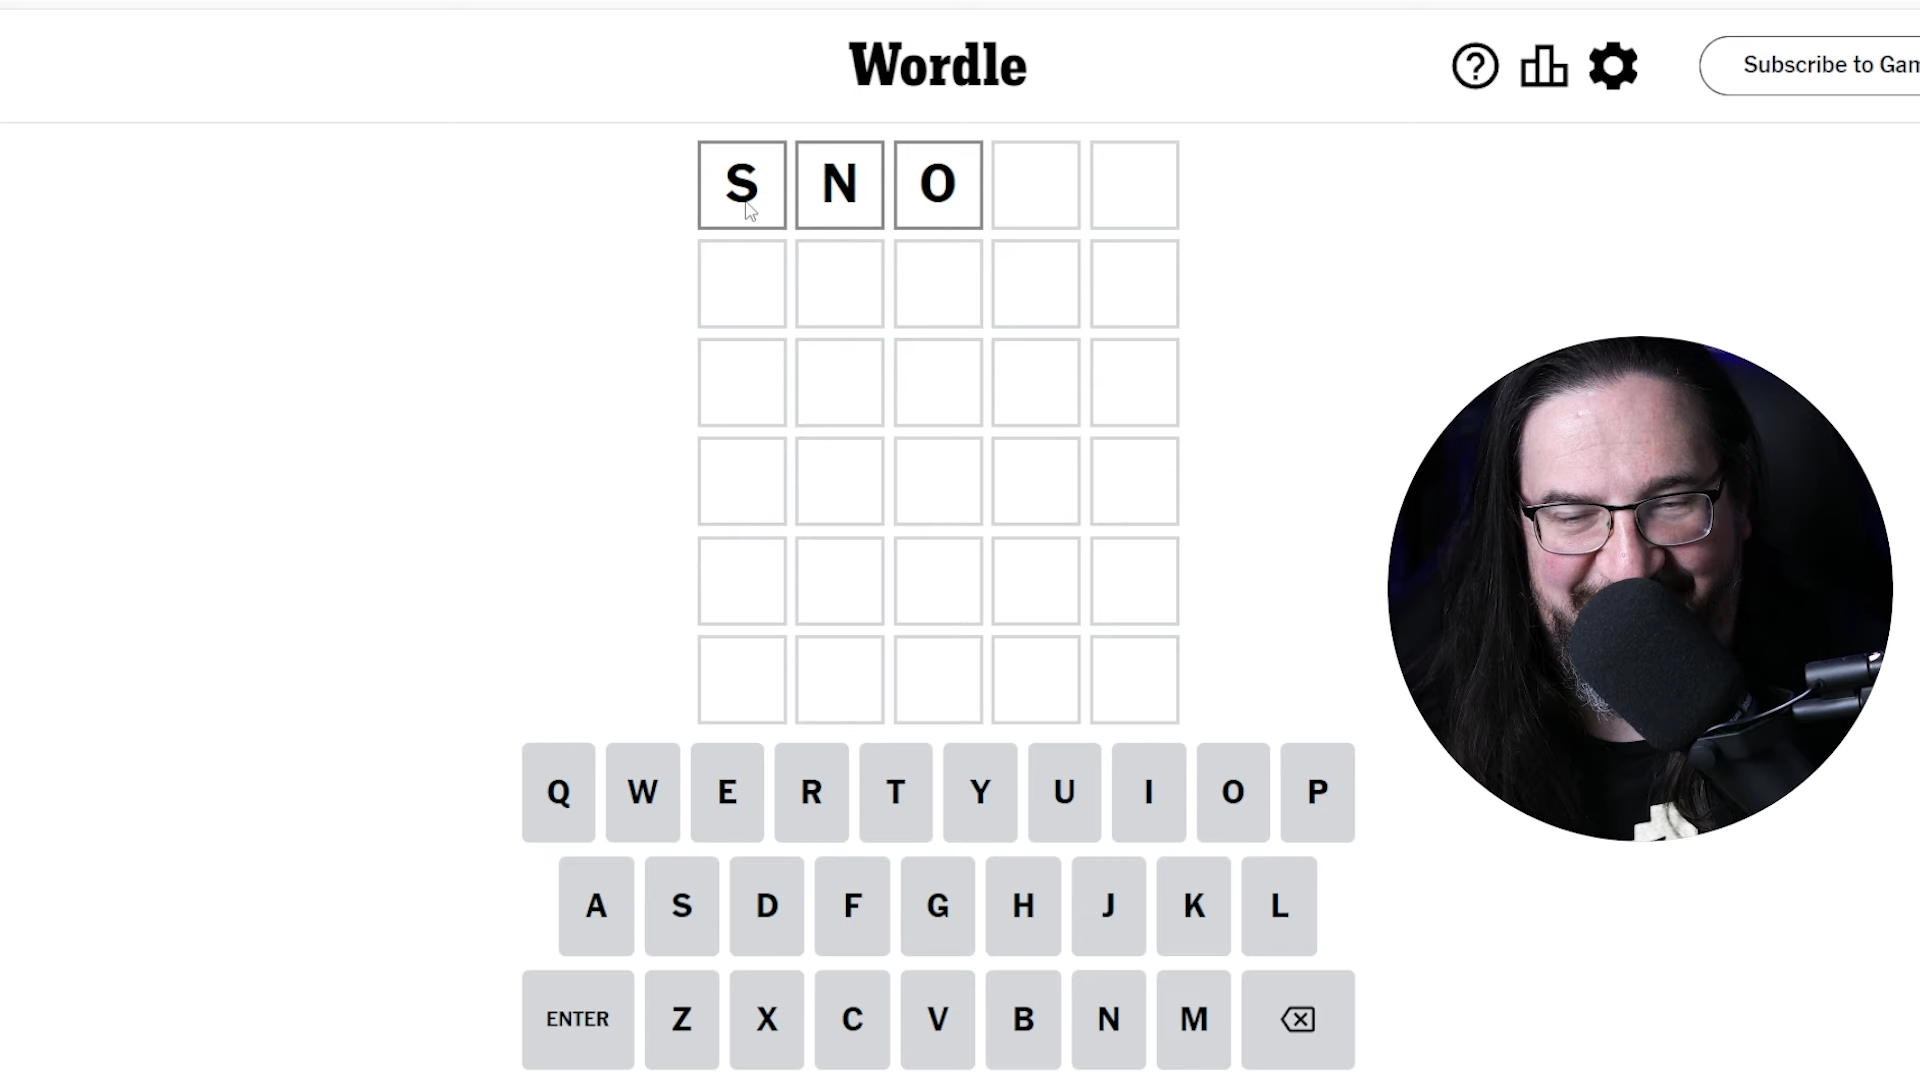 Wordle
Subscribe to Gam
S N O
Q W E R T Y U I O P
A S D F G H J K L
ENTER Z X C V B N M